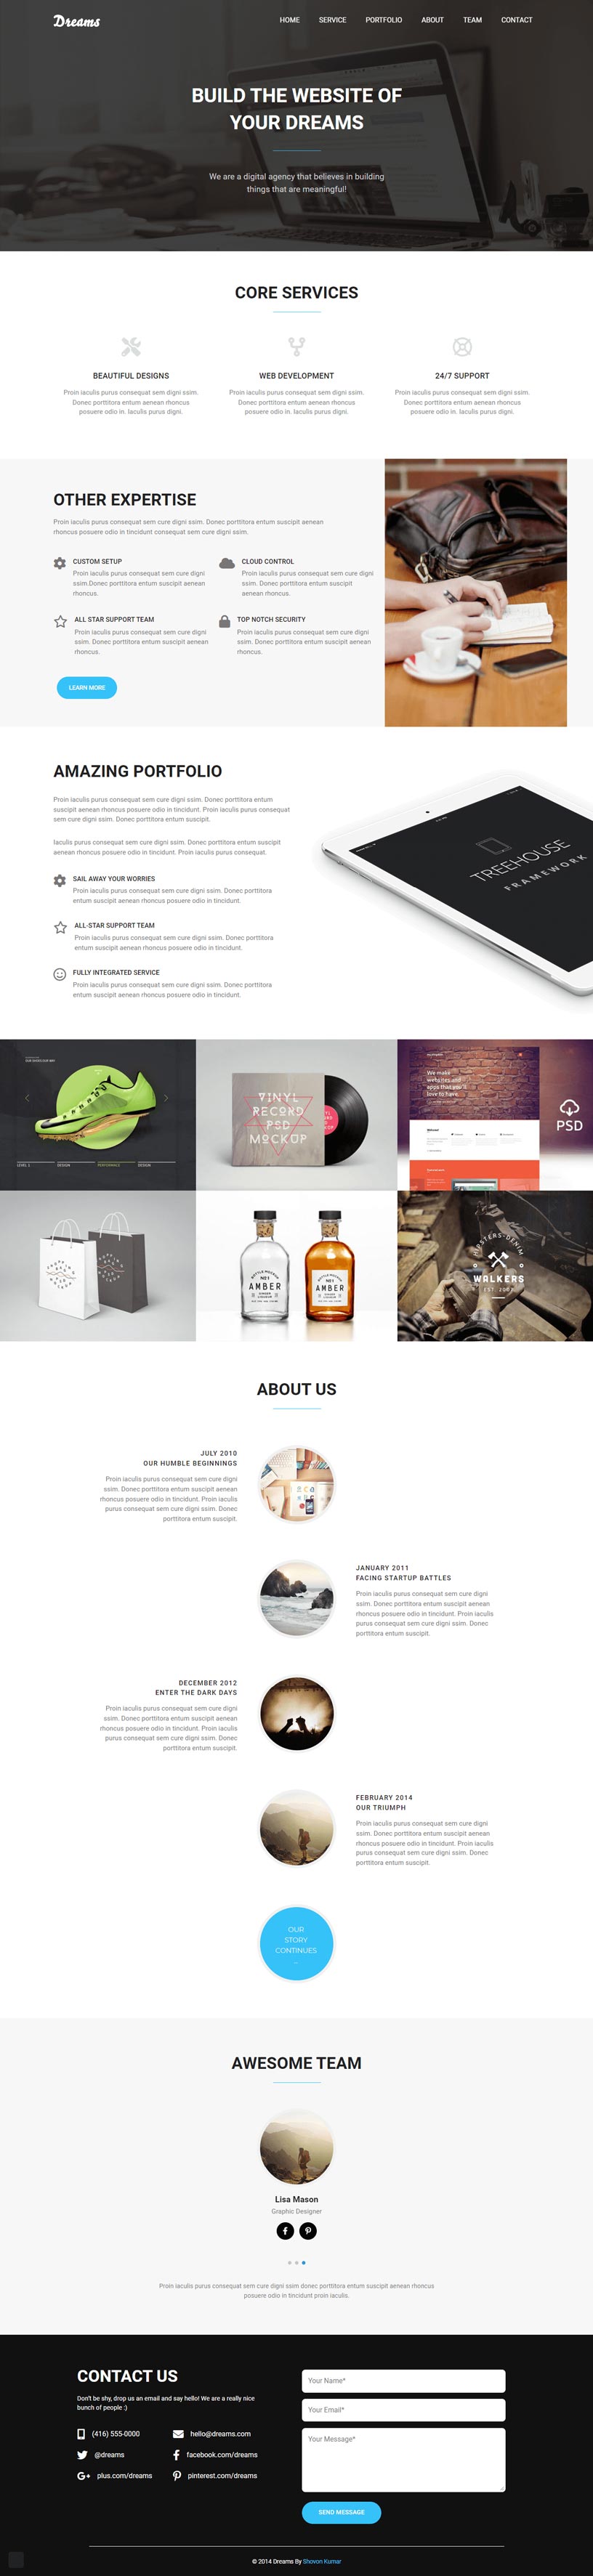 Dreams
HOME SERVICE PORTFOLIO ABOUT TEAM CONTACT
BUILD THE WEBSITE OF
YOUR DREAMS
We are a digital agency that believes in building
things that are meaningful!
CORE SERVICES
BEAUTIFUL DESIGNS
Proin iaculis purus consequat sem cure digni ssim.
Donec porttitora entum aenean rhoncus
posuere odio in. Iaculis purus digni.
WEB DEVELOPMENT
Proin iaculis purus consequat sem cure digni ssim.
Donec porttitora entum aenean rhoncus
posuere odio in. Iaculis purus digni.
24/7 SUPPORT
Proin iaculis purus consequat sem cure digni ssim.
Donec porttitora entum aenean rhoncus
posuere odio in. Iaculis purus digni.
OTHER EXPERTISE
Proin iaculis purus consequat sem cure digni ssim. Donec porttitora entum suscipit aenean
rhoncus posuere odio in tincidunt consequat sem cure digni ssim.
CUSTOM SETUP
Proin iaculis purus consequat sem cure digni
ssim.Donec porttitora entum suscipit aenean
rhoncus.
CLOUD CONTROL
Proin iaculis purus consequat sem cure digni
ssim. Donec porttitora entum suscipit
aenean rhoncus.
ALL STAR SUPPORT TEAM
Proin iaculis purus consequat sem cure digni
ssim. Donec porttitora entum suscipit aenean
rhoncus.
TOP NOTCH SECURITY
Proin iaculis purus consequat sem cure digni
ssim. Donec porttitora entum suscipit aenean
rhoncus.
LEARN MORE
AMAZING PORTFOLIO
Proin iaculis purus consequat sem cure digni ssim. Donec porttitora entum
suscipit aenean rhoncus posuere odio in tincidunt. Proin iaculis purus consequat
sem cure digni ssim. Donec porttitora entum suscipit.
Iaculis purus consequat sem cure digni ssim. Donec porttitora entum suscipit
aenean rhoncus posuere odio in tincidunt. Proin iaculis purus consequat.
SAIL AWAY YOUR WORRIES
Proin iaculis purus consequat sem cure digni ssim. Donec porttitora
entum suscipit aenean rhoncus posuere odio in tincidunt.
ALL-STAR SUPPORT TEAM
Proin iaculis purus consequat sem cure digni ssim. Donec porttitora
entum suscipit aenean rhoncus posuere odio in tincidunt.
FULLY INTEGRATED SERVICE
Proin iaculis purus consequat sem cure digni ssim. Donec porttitora
entum suscipit aenean rhoncus posuere odio in tincidunt.
TREEHOUSE
FRAMEWORK
LEVEL 1 DESIGN PERFORMANCE DESIGN
VINYL
RECORD
PSD
MOCKUP
We make
websites and
apps that you'll
love to have.
PSD
AMBER
AMBER
HIPSTERS-DENIM
WALKERS
ABOUT US
JULY 2010
OUR HUMBLE BEGINNINGS
Proin iaculis purus consequat sem cure digni
ssim. Donec porttitora entum suscipit aenean
rhoncus posuere odio in tincidunt. Proin iaculis
purus consequat sem cure digni ssim. Donec
porttitora entum suscipit.
JANUARY 2011
FACING STARTUP BATTLES
Proin iaculis purus consequat sem cure digni
ssim. Donec porttitora entum suscipit aenean
rhoncus posuere odio in tincidunt. Proin iaculis
purus consequat sem cure digni ssim. Donec
porttitora entum suscipit.
DECEMBER 2012
ENTER THE DARK DAYS
Proin iaculis purus consequat sem cure digni
ssim. Donec porttitora entum suscipit aenean
rhoncus posuere odio in tincidunt. Proin iaculis
purus consequat sem cure digni ssim. Donec
porttitora entum suscipit.
FEBRUARY 2014
OUR TRIUMPH
Proin iaculis purus consequat sem cure digni
ssim. Donec porttitora entum suscipit aenean
rhoncus posuere odio in tincidunt. Proin iaculis
purus consequat sem cure digni ssim. Donec
porttitora entum suscipit.
OUR
STORY
CONTINUES
...
AWESOME TEAM
Lisa Mason
Graphic Designer
Proin iaculis purus consequat sem cure digni ssim donec porttitora entum suscipit aenean rhoncus
posuere odio in tincidunt proin iaculis.
CONTACT US
Don't be shy, drop us an email and say hello! We are a really nice
bunch of people :)
(416) 555-0000
hello@dreams.com
@dreams
facebook.com/dreams
plus.com/dreams
pinterest.com/dreams
Your Name*
Your Email*
Your Message*
SEND MESSAGE
© 2014 Dreams By Shovon Kumar